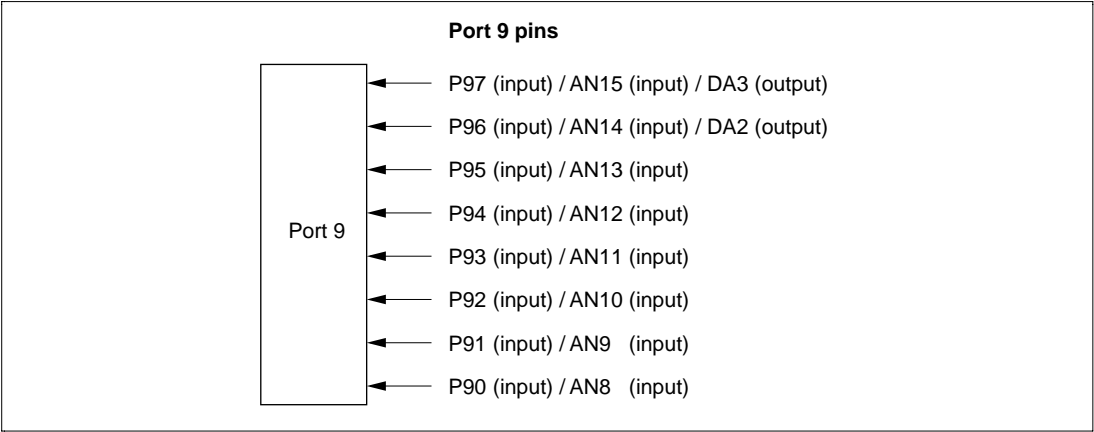 Port 9 pins
P97 (input) / AN15 (input) / DA3 (output)
P96 (input) / AN14 (input) / DA2 (output)
P95 (input) / AN13 (input)
P94 (input) / AN12 (input)
Port 9
P93 (input) / AN11 (input)
P92 (input) / AN10 (input)
P91 (input) / AN9 (input)
P90 (input) / AN8 (input)